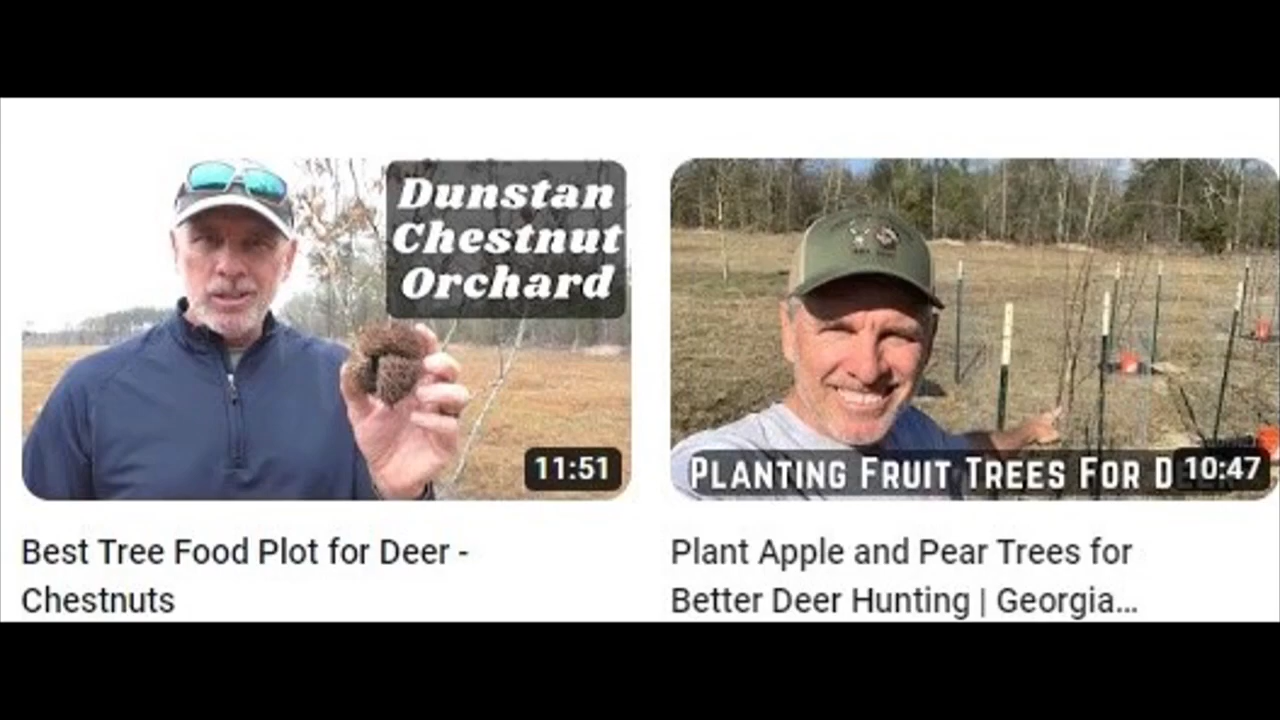 Dunstan
Chestnut
Orchard
11:51
PLANTING FRUIT TREES FOR D
10:47
Best Tree Food Plot for Deer -
Chestnuts
Plant Apple and Pear Trees for
Better Deer Hunting | Georgia...